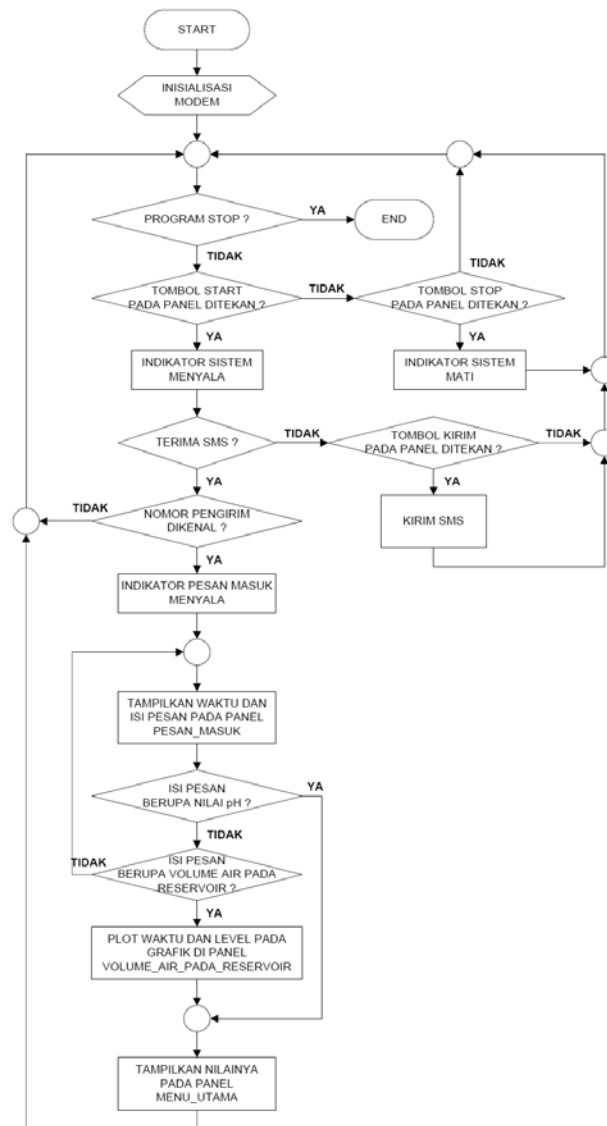 START
INISIALISASI
MODEM
PROGRAM STOP ?
YA
END
TIDAK
TOMBOL START
PADA PANEL DITEKAN ?
TIDAK
TOMBOL STOP
PADA PANEL DITEKAN ?
TIDAK
YA
YA
INDIKATOR SISTEM
MENYALA
INDIKATOR SISTEM
MATI
TERIMA SMS ?
TIDAK
TOMBOL KIRIM
PADA PANEL DITEKAN ?
TIDAK
YA
YA
TIDAK
NOMOR PENGIRIM
DIKENAL ?
KIRIM SMS
YA
INDIKATOR PESAN MASUK
MENYALA
TAMPILKAN WAKTU DAN
ISI PESAN PADA PANEL
PESAN_MASUK
ISI PESAN
BERUPA NILAI pH ?
YA
TIDAK
TIDAK
ISI PESAN
BERUPA VOLUME AIR PADA
RESERVOIR ?
YA
PLOT WAKTU DAN LEVEL PADA
GRAFIK DI PANEL
VOLUME_AIR_PADA_RESERVOIR
TAMPILKAN NILAINYA
PADA PANEL
MENU_UTAMA